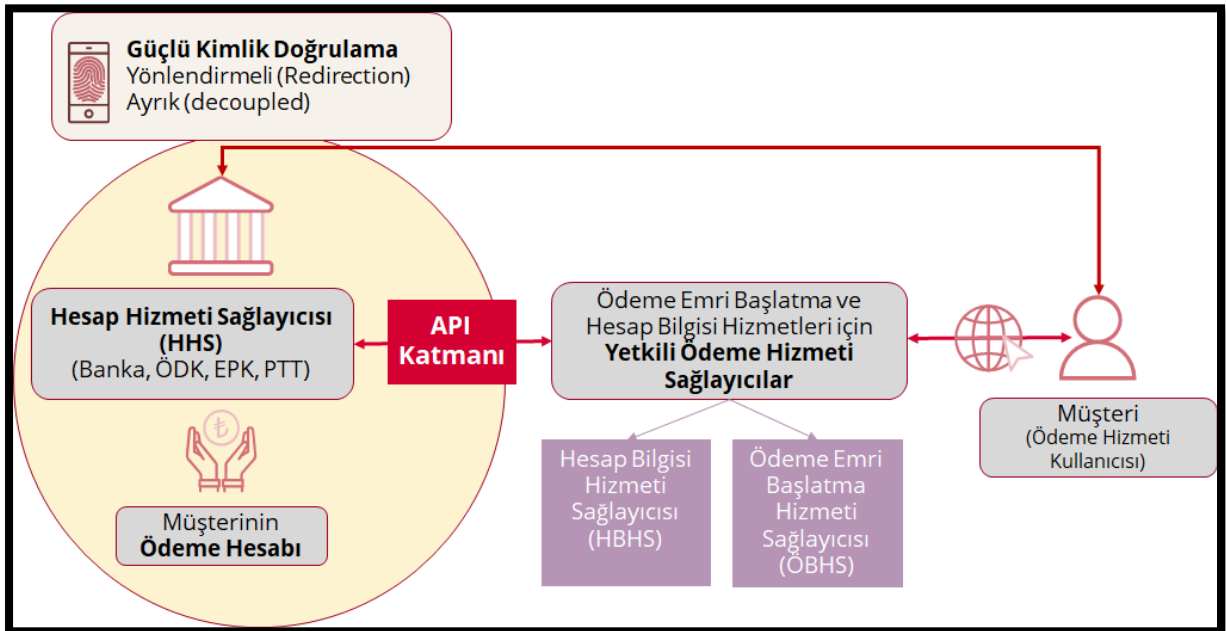 Güçlü Kimlik Doğrulama
Yönlendirmeli (Redirection)
Ayrık (decoupled)
Hesap Hizmeti Sağlayıcısı
(HHS)
(Banka, ÖDK, EPK, PTT)
API
Katmanı
Ödeme Emri Başlatma ve
Hesap Bilgisi Hizmetleri için
Yetkili Ödeme Hizmeti
Sağlayıcılar
Müşteri
(Ödeme Hizmeti
Kullanıcısı)
₺
Müşterinin
Ödeme Hesabı
Hesap Bilgisi
Hizmeti
Sağlayıcısı
(HBHS)
Ödeme Emri
Başlatma
Hizmeti
Sağlayıcısı
(ÖBHS)